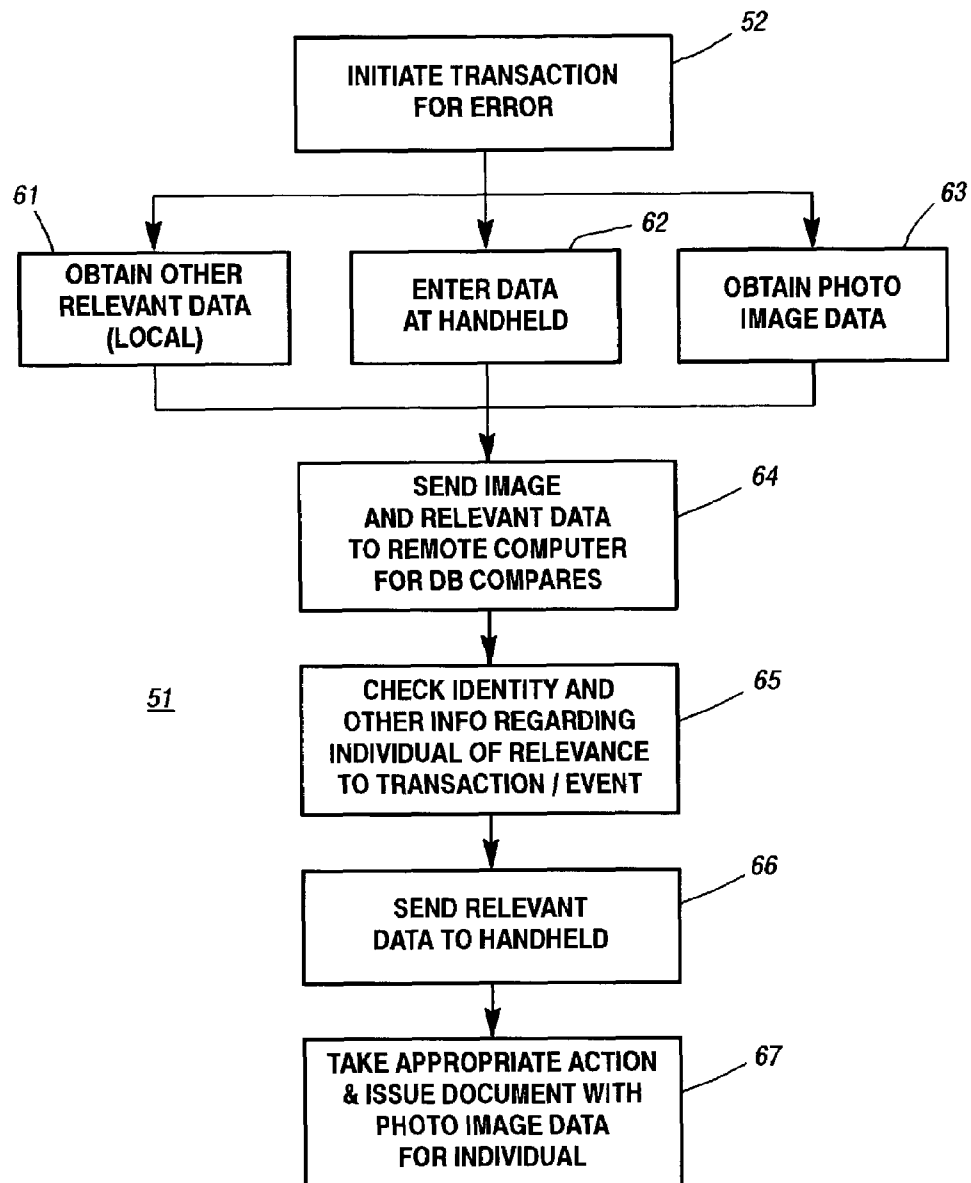 52
INITIATE TRANSACTION
FOR ERROR
61
62
63
OBTAIN OTHER
RELEVANT DATA
(LOCAL)
ENTER DATA
AT HANDHELD
OBTAIN PHOTO
IMAGE DATA
64
SEND IMAGE
AND RELEVANT DATA
TO REMOTE COMPUTER
FOR DB COMPARES
51
65
CHECK IDENTITY AND
OTHER INFO REGARDING
INDIVIDUAL OF RELEVANCE
TO TRANSACTION / EVENT
66
SEND RELEVANT
DATA TO HANDHELD
67
TAKE APPROPRIATE ACTION
& ISSUE DOCUMENT WITH
PHOTO IMAGE DATA
FOR INDIVIDUAL